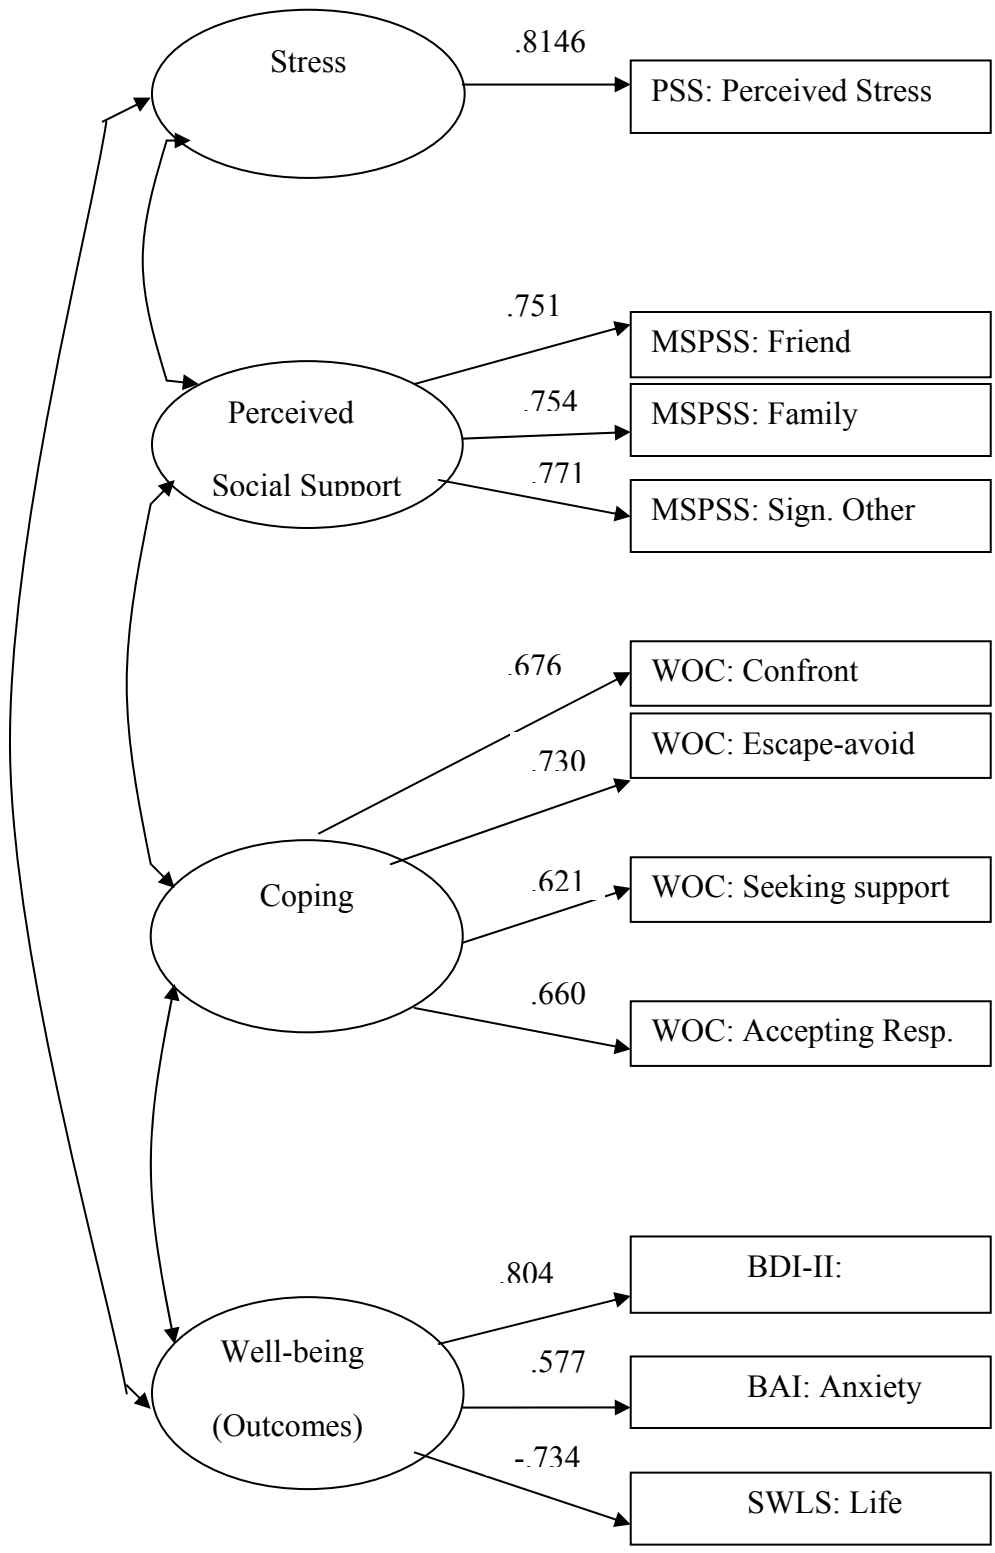 Stress
.8146
PSS: Perceived Stress
.751
MSPSS: Friend
Perceived
Social Support
.754
MSPSS: Family
.771
MSPSS: Sign. Other
.676
WOC: Confront
.730
WOC: Escape-avoid
Coping
.621
WOC: Seeking support
.660
WOC: Accepting Resp.
.804
BDI-II:
Well-being
(Outcomes)
.577
BAI: Anxiety
-.734
SWLS: Life